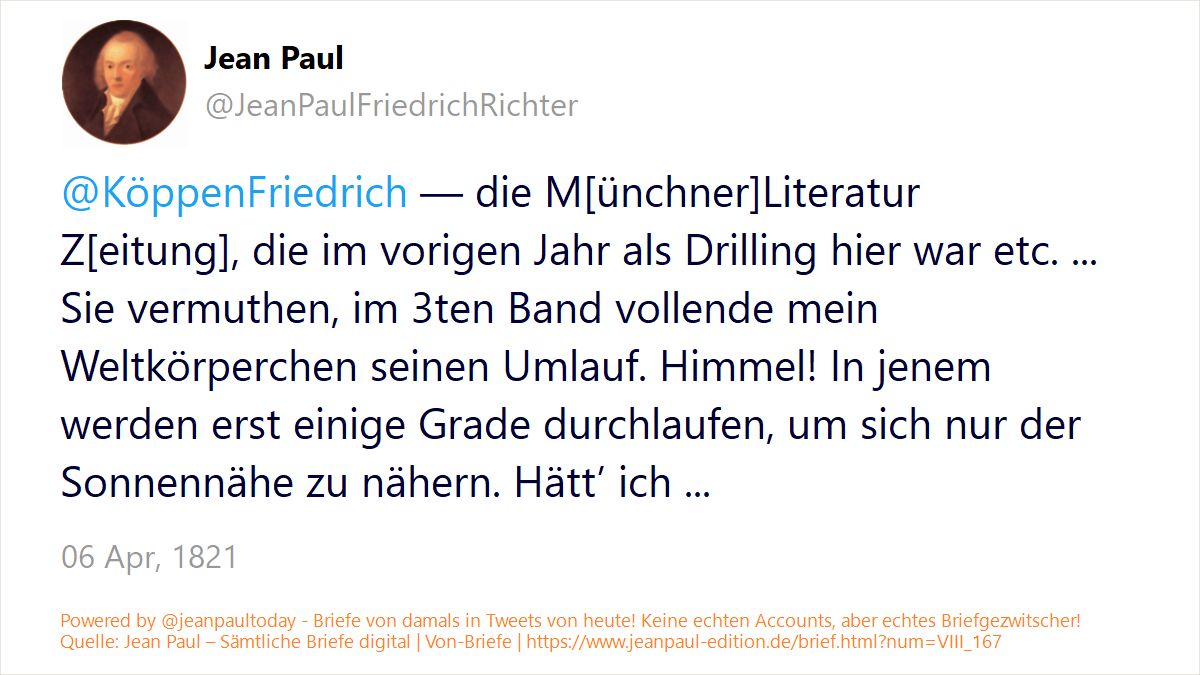 Jean Paul
@JeanPaulFriedrichRichter
@KöppenFriedrich — die M[ünchner]Literatur
Z[eitung], die im vorigen Jahr als Drilling hier war etc. ...
Sie vermuthen, im 3ten Band vollende mein
Weltkörperchen seinen Umlauf. Himmel! In jenem
werden erst einige Grade durchlaufen, um sich nur der
Sonnennähe zu nähern. Hätt’ ich ...
06 Apr, 1821
Powered by @jeanpaultoday - Briefe von damals in Tweets von heute! Keine echten Accounts, aber echtes Briefgezwitscher!
Quelle: Jean Paul – Sämtliche Briefe digital | Von-Briefe | https://www.jeanpaul-edition.de/brief.html?num=VIII_167